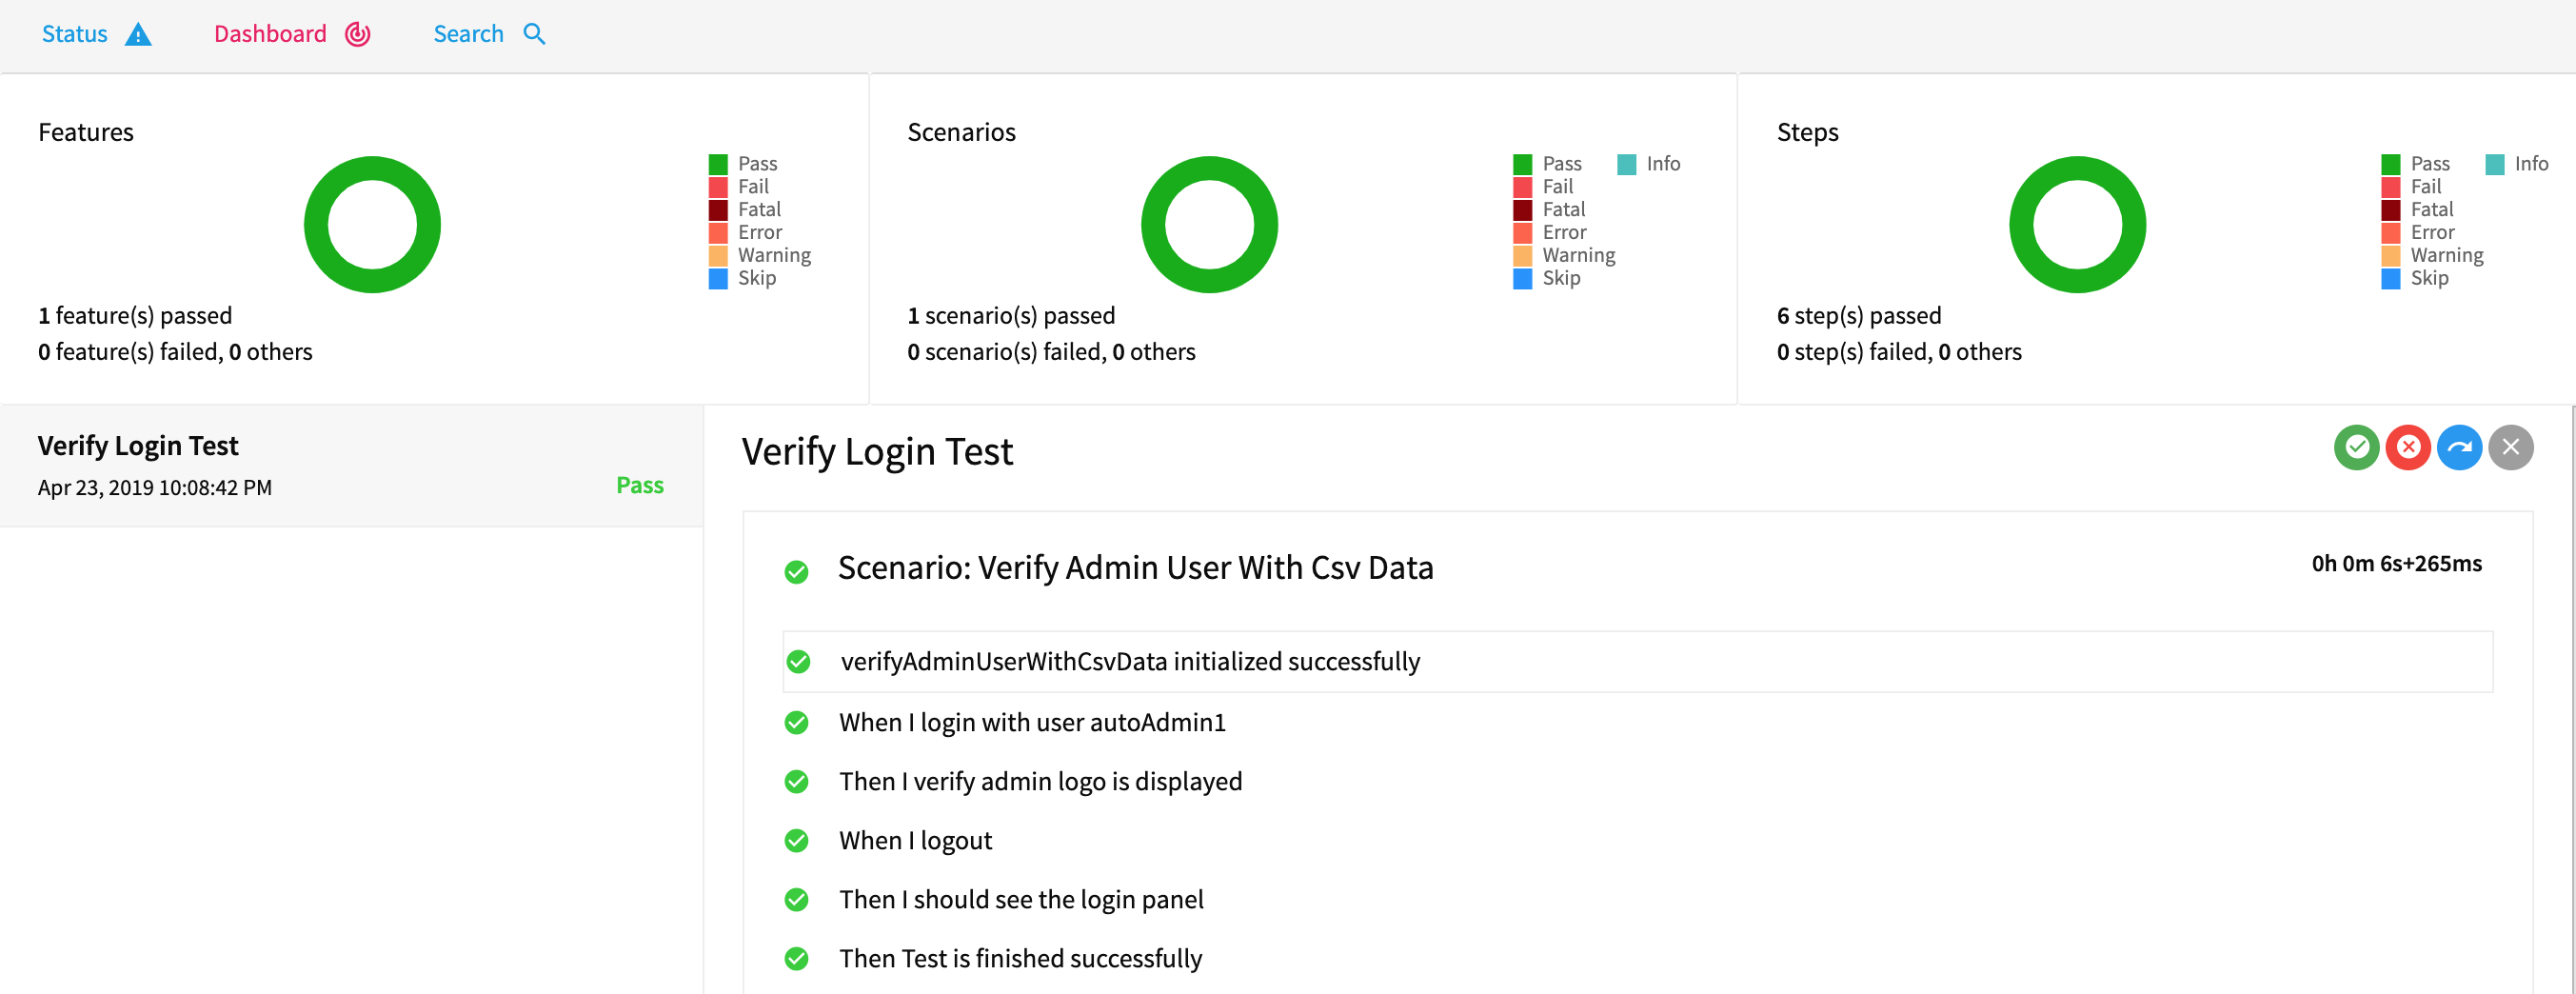 Status Dashboard Search
Features
Pass
Fail
Fatal
Error
Warning
Skip
1 feature(s) passed
0 feature(s) failed, 0 others
Scenarios
Pass Info
Fail
Fatal
Error
Warning
Skip
1 scenario(s) passed
0 scenario(s) failed, 0 others
Steps
Pass Info
Fail
Fatal
Error
Warning
Skip
6 step(s) passed
0 step(s) failed, 0 others
Verify Login Test
Apr 23, 2019 10:08:42 PM Pass
Verify Login Test
Scenario: Verify Admin User With Csv Data 0h 0m 6s+265ms
verifyAdminUserWithCsvData initialized successfully
When I login with user autoAdmin1
Then I verify admin logo is displayed
When I logout
Then I should see the login panel
Then Test is finished successfully